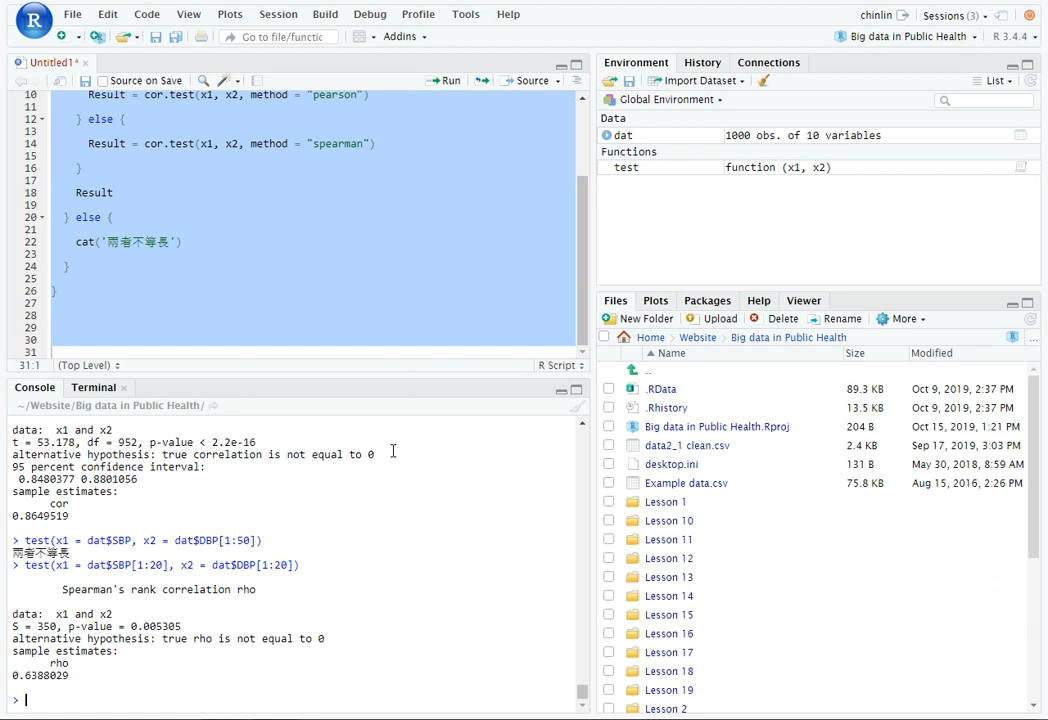 File Edit Code View Plots Session Build Debug Profile Tools Help
chinlin Sessions (3)
Go to file/functic Addins
Big data in Public Health R 3.4.4
Untitled1*
Source on Save Run Source
10 Result = cor.test(x1, x2, method = "pearson")
11
12 } else {
13
14 Result = cor.test(x1, x2, method = "spearman")
15
16 }
17
18 Result
19
20 } else {
21
22 cat('兩者不等長')
23
24 }
25
26 }
27
28
29
30
31
31:1 (Top Level) R Script
Console Terminal
~/Website/Big data in Public Health/
data: x1 and x2
t = 53.178, df = 952, p-value < 2.2e-16
alternative hypothesis: true correlation is not equal to 0
95 percent confidence interval:
0.8480377 0.8801056
sample estimates:
cor
0.8649519
> test(x1 = dat$SBP, x2 = dat$DBP[1:50])
兩者不等長
> test(x1 = dat$SBP[1:20], x2 = dat$DBP[1:20])
Spearman's rank correlation rho
data: x1 and x2
S = 350, p-value = 0.005305
alternative hypothesis: true rho is not equal to 0
sample estimates:
rho
0.6388029
>
Environment History Connections
Import Dataset List
Global Environment
Data
dat 1000 obs. of 10 variables
Functions
test function (x1, x2)
Files Plots Packages Help Viewer
New Folder Upload Delete Rename More
Home Website Big data in Public Health ...
Name Size Modified
..
.RData 89.3 KB Oct 9, 2019, 2:37 PM
.Rhistory 13.5 KB Oct 9, 2019, 2:37 PM
Big data in Public Health.Rproj 204 B Oct 15, 2019, 1:21 PM
data2_1 clean.csv 2.4 KB Sep 17, 2019, 3:03 PM
desktop.ini 131 B May 30, 2018, 8:59 AM
Example data.csv 75.8 KB Aug 15, 2016, 2:26 PM
Lesson 1
Lesson 10
Lesson 11
Lesson 12
Lesson 13
Lesson 14
Lesson 15
Lesson 16
Lesson 17
Lesson 18
Lesson 19
Lesson 2